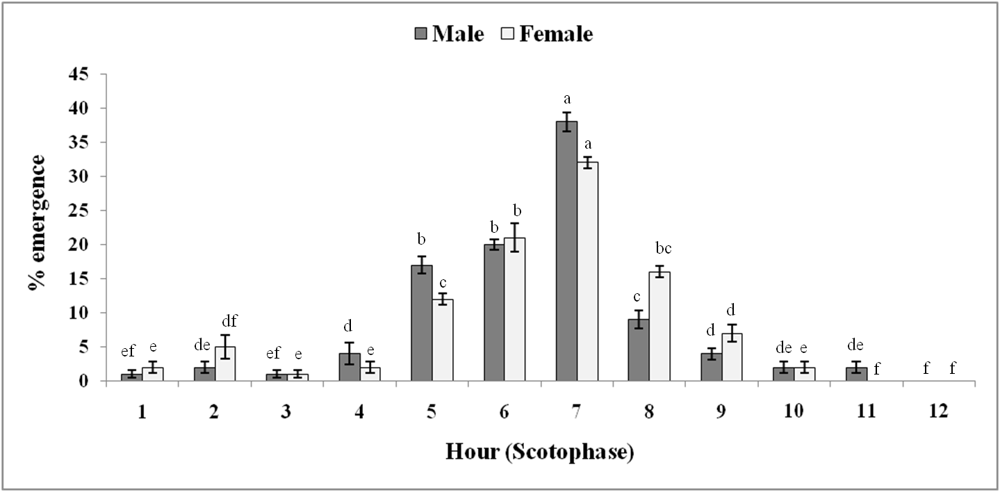 Male Female
45
40
35
30
25
20
15
10
5
0
% emergence
a
a
b
b
b
bc
c
c
d
d
d
df
ef
e
de
ef
e
e
de
e
de
f
f
f
1 2 3 4 5 6 7 8 9 10 11 12
Hour (Scotophase)